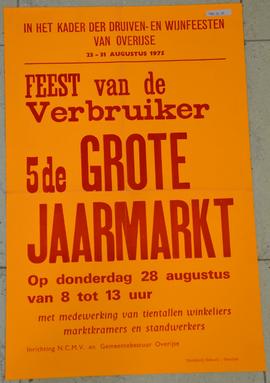 IN HET KADER DER DRUIVEN- EN WIJNFEESTEN
VAN OVERIJSE
23 - 31 AUGUSTUS 1975
FEEST van de
Verbruiker
5de GROTE
JAARMARKT
Op donderdag 28 augustus
van 8 tot 13 uur
met medewerking van tientallen winkeliers
marktkramers en standwerkers
Inrichting N.C.M.V. en Gemeentebestuur Overijse